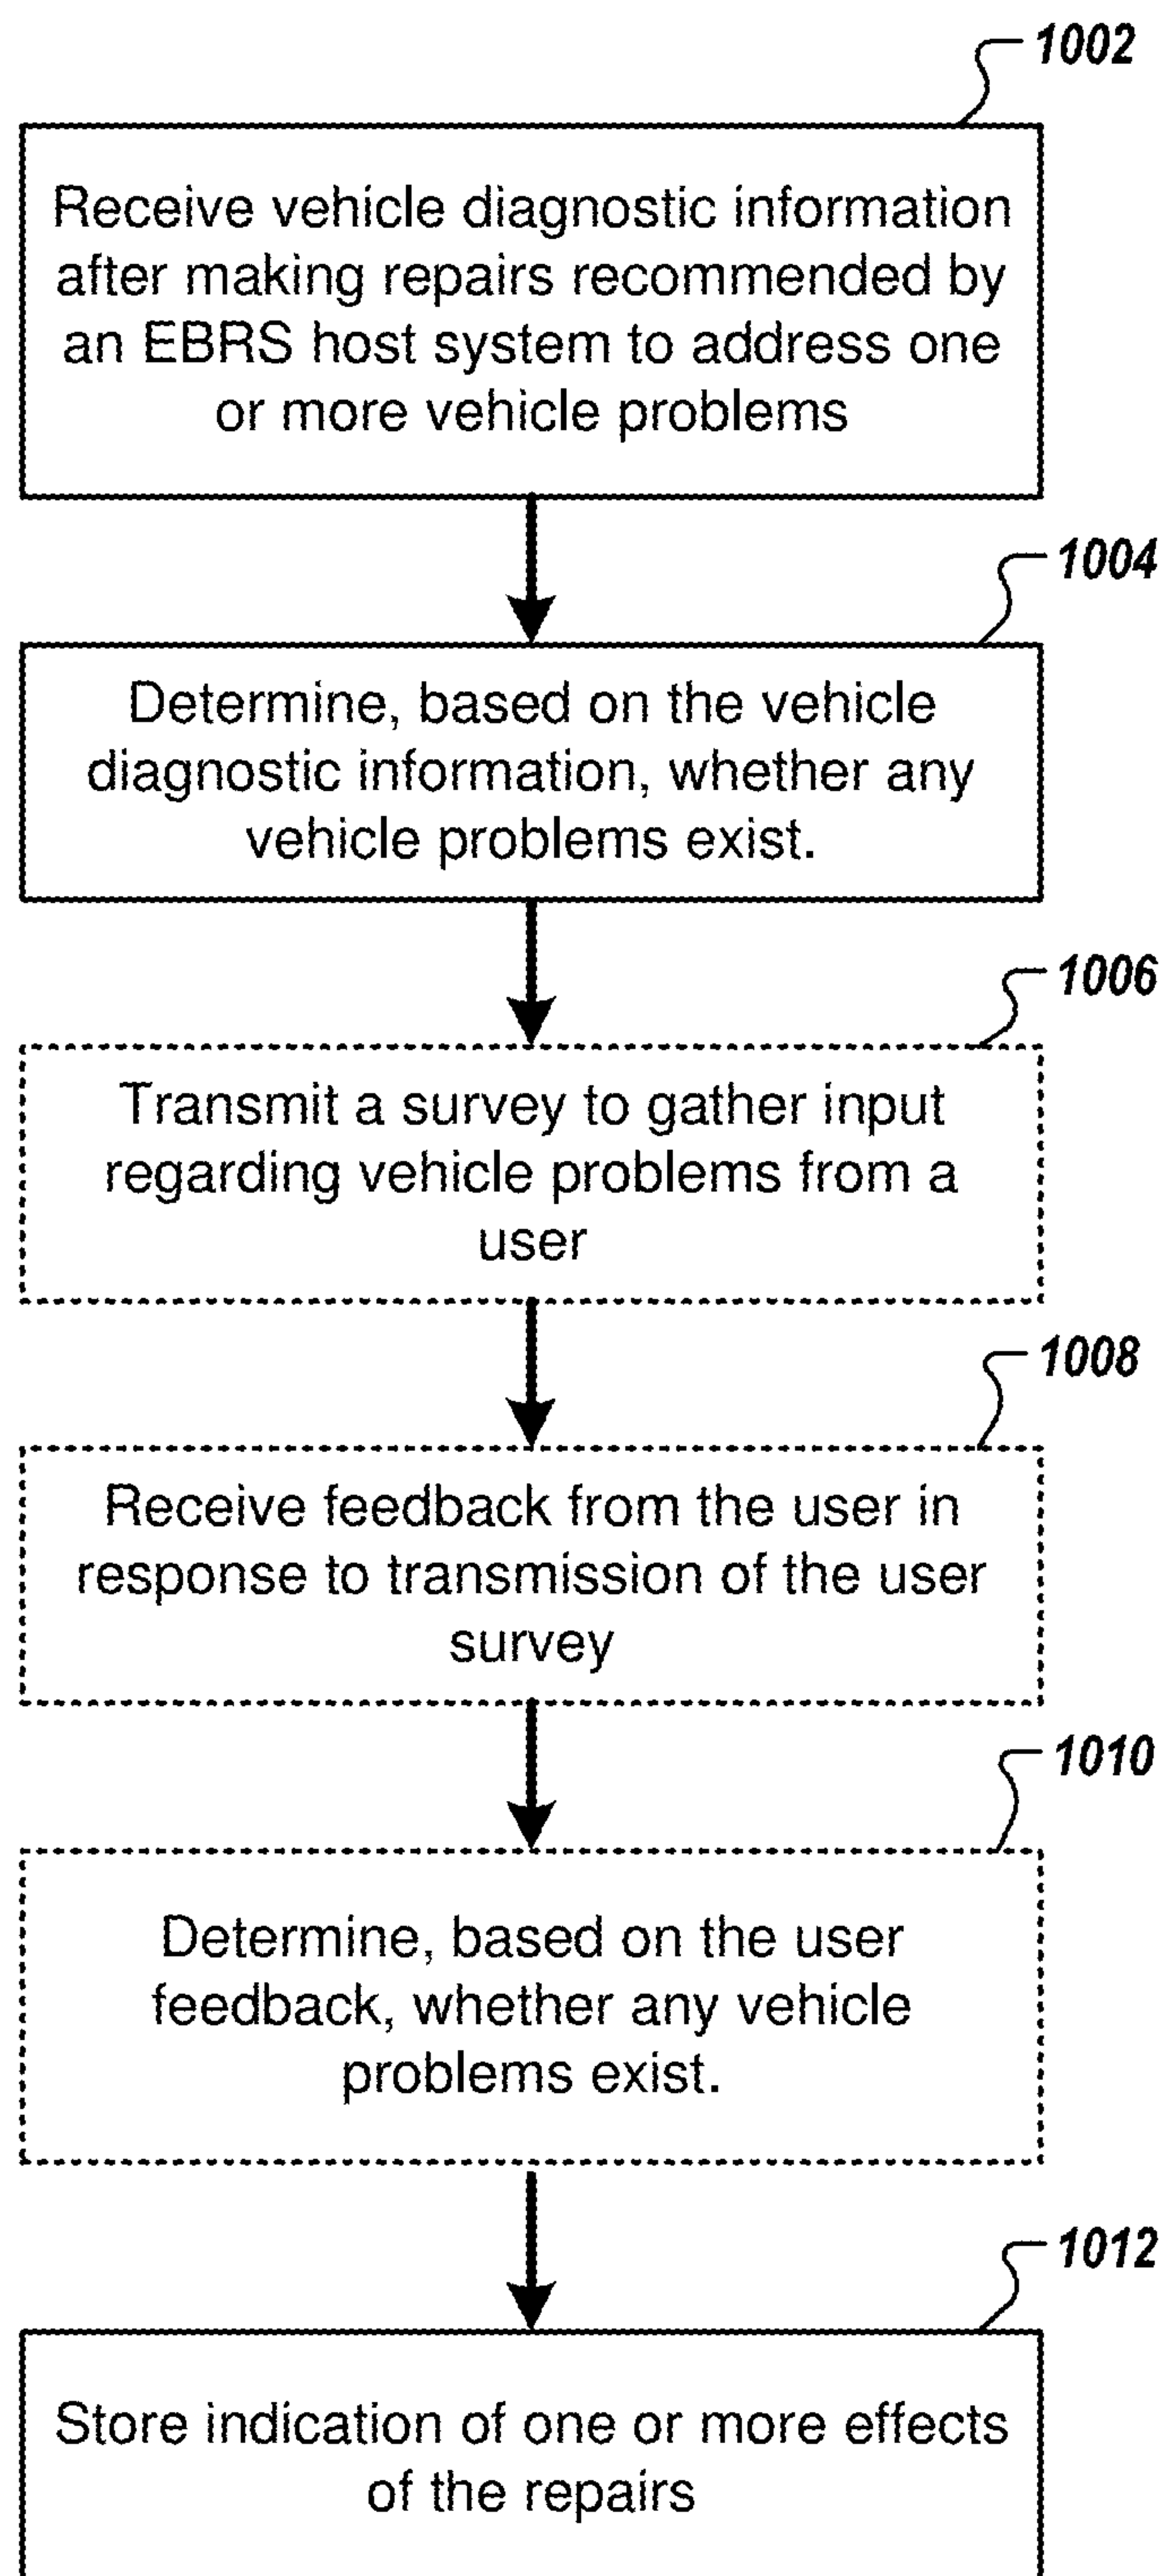 1002
Receive vehicle diagnostic information
after making repairs recommended by
an EBRS host system to address one
or more vehicle problems
1004
Determine, based on the vehicle
diagnostic information, whether any
vehicle problems exist.
1006
Transmit a survey to gather input
regarding vehicle problems from a
user
1008
Receive feedback from the user in
response to transmission of the user
survey
1010
Determine, based on the user
feedback, whether any vehicle
problems exist.
1012
Store indication of one or more effects
of the repairs